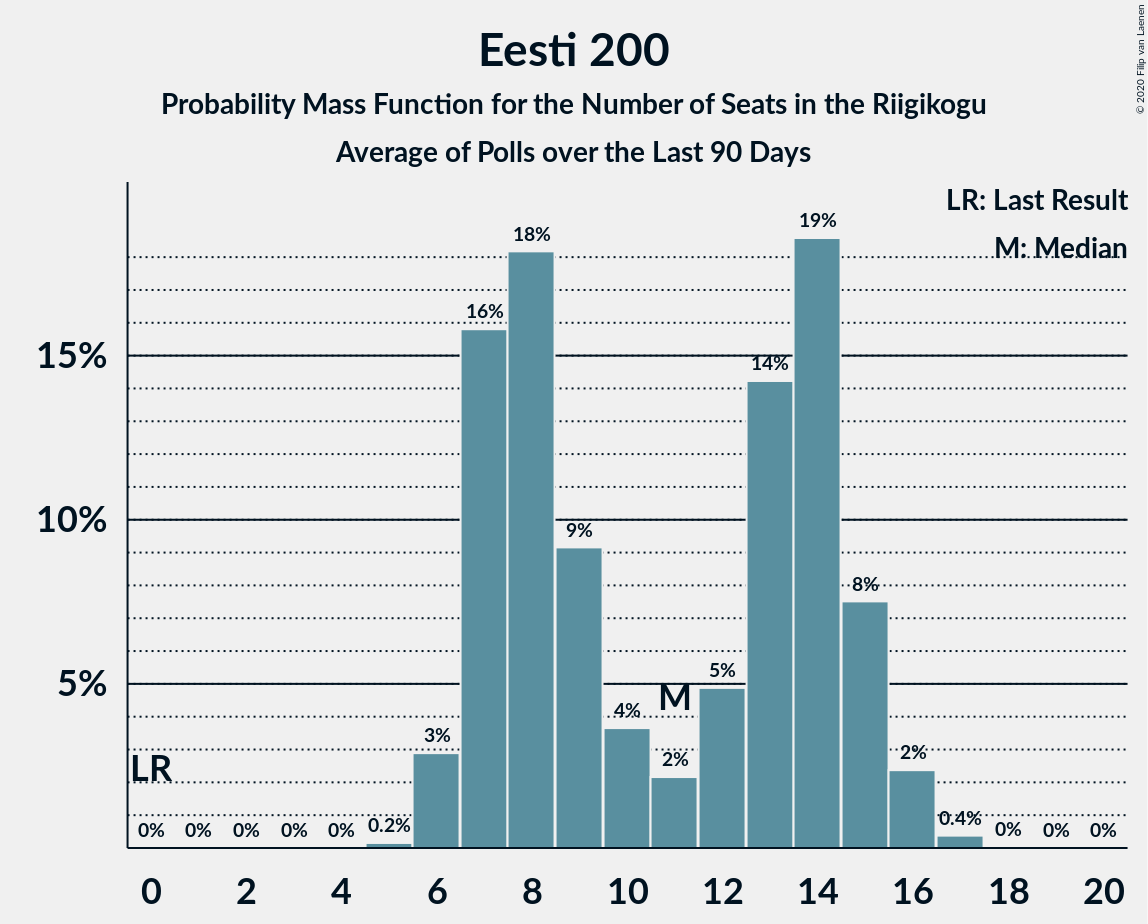 Eesti 200
Probability Mass Function for the Number of Seats in the Riigikogu
Average of Polls over the Last 90 Days
© 2020 Filip van Laenen
LR: Last Result
M: Median
15%
10%
5%
0%
0%
0%
0%
0%
0.2%
3%
16%
18%
9%
4%
2%
5%
14%
19%
8%
2%
0.4%
0%
0%
0%
LR
M
0 2 4 6 8 10 12 14 16 18 20